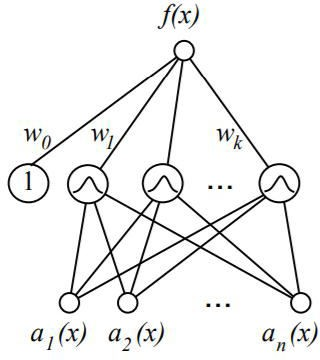 f(x)
w0 w1 wk
1 ...
...
a1(x) a2(x) an(x)